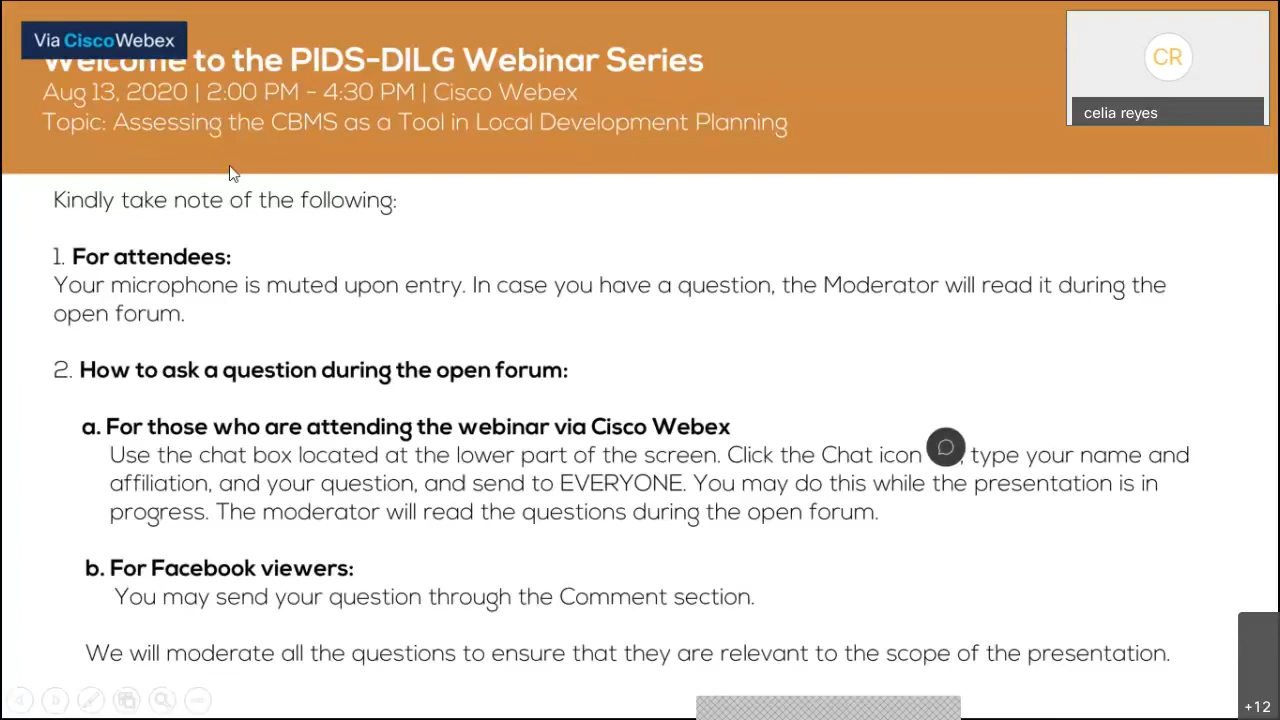 Via CiscoWebex
Welcome to the PIDS-DILG Webinar Series
Aug 13, 2020 | 2:00 PM - 4:30 PM | Cisco Webex
Topic: Assessing the CBMS as a Tool in Local Development Planning
CR
celia reyes
Kindly take note of the following:
1. For attendees:
Your microphone is muted upon entry. In case you have a question, the Moderator will read it during the
open forum.
2. How to ask a question during the open forum:
a. For those who are attending the webinar via Cisco Webex
Use the chat box located at the lower part of the screen. Click the Chat icon , type your name and
affiliation, and your question, and send to EVERYONE. You may do this while the presentation is in
progress. The moderator will read the questions during the open forum.
b. For Facebook viewers:
You may send your question through the Comment section.
We will moderate all the questions to ensure that they are relevant to the scope of the presentation.
+12